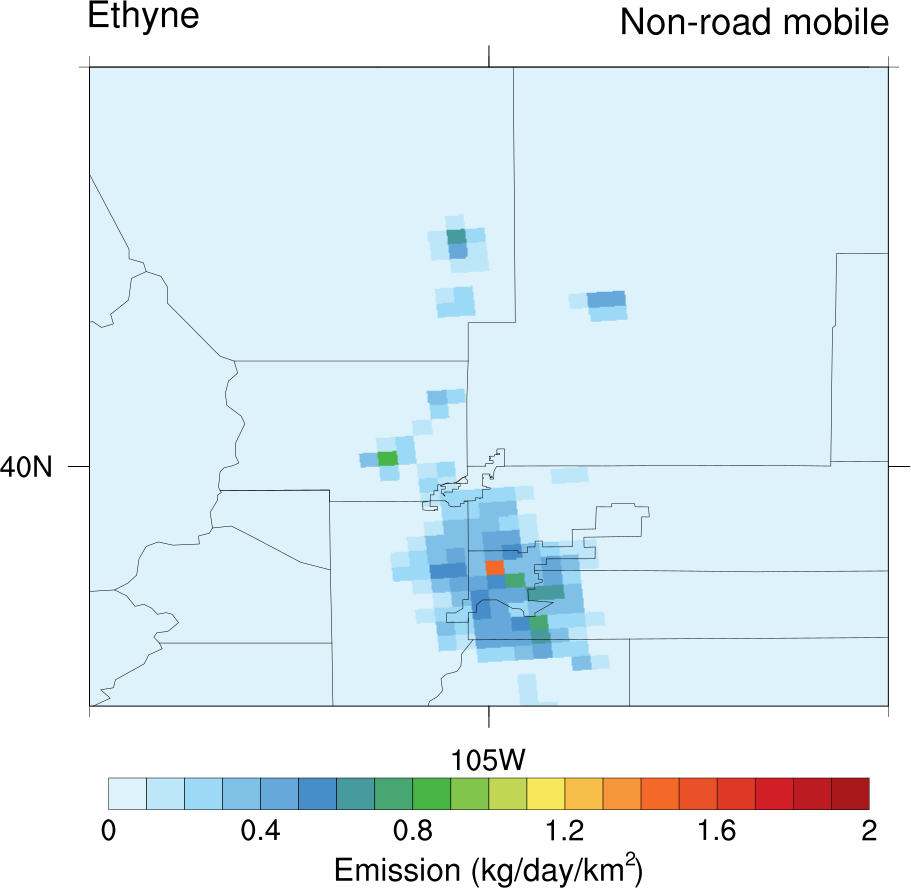 Ethyne Non-road mobile
40N
105W
0 0.4 0.8 1.2 1.6 2
Emission (kg/day/km²)